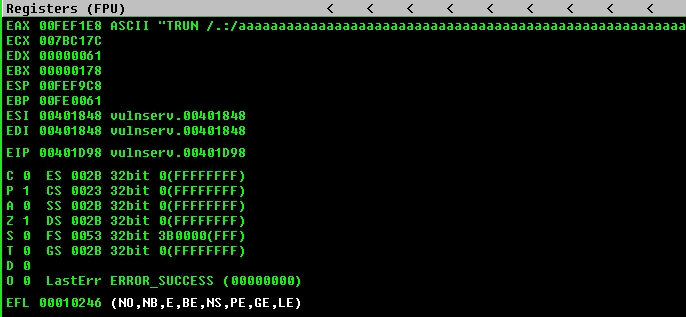 Registers (FPU) < < < < < < < < <
EAX 00FEF1E8 ASCII "TRUN /.:/aaaaaaaaaaaaaaaaaaaaaaaaaaaaaaaaaaaaaaaaaaaaaaaaaaaaaaaa
ECX 007BC17C
EDX 00000061
EBX 00000178
ESP 00FEF9C8
EBP 00FE0061
ESI 00401848 vulnserv.00401848
EDI 00401848 vulnserv.00401848
EIP 00401D98 vulnserv.00401D98
C 0 ES 002B 32bit 0(FFFFFFFF)
P 1 CS 0023 32bit 0(FFFFFFFF)
A 0 SS 002B 32bit 0(FFFFFFFF)
Z 1 DS 002B 32bit 0(FFFFFFFF)
S 0 FS 0053 32bit 3B0000(FFF)
T 0 GS 002B 32bit 0(FFFFFFFF)
D 0
O 0 LastErr ERROR_SUCCESS (00000000)
EFL 00010246 (NO,NB,E,BE,NS,PE,GE,LE)